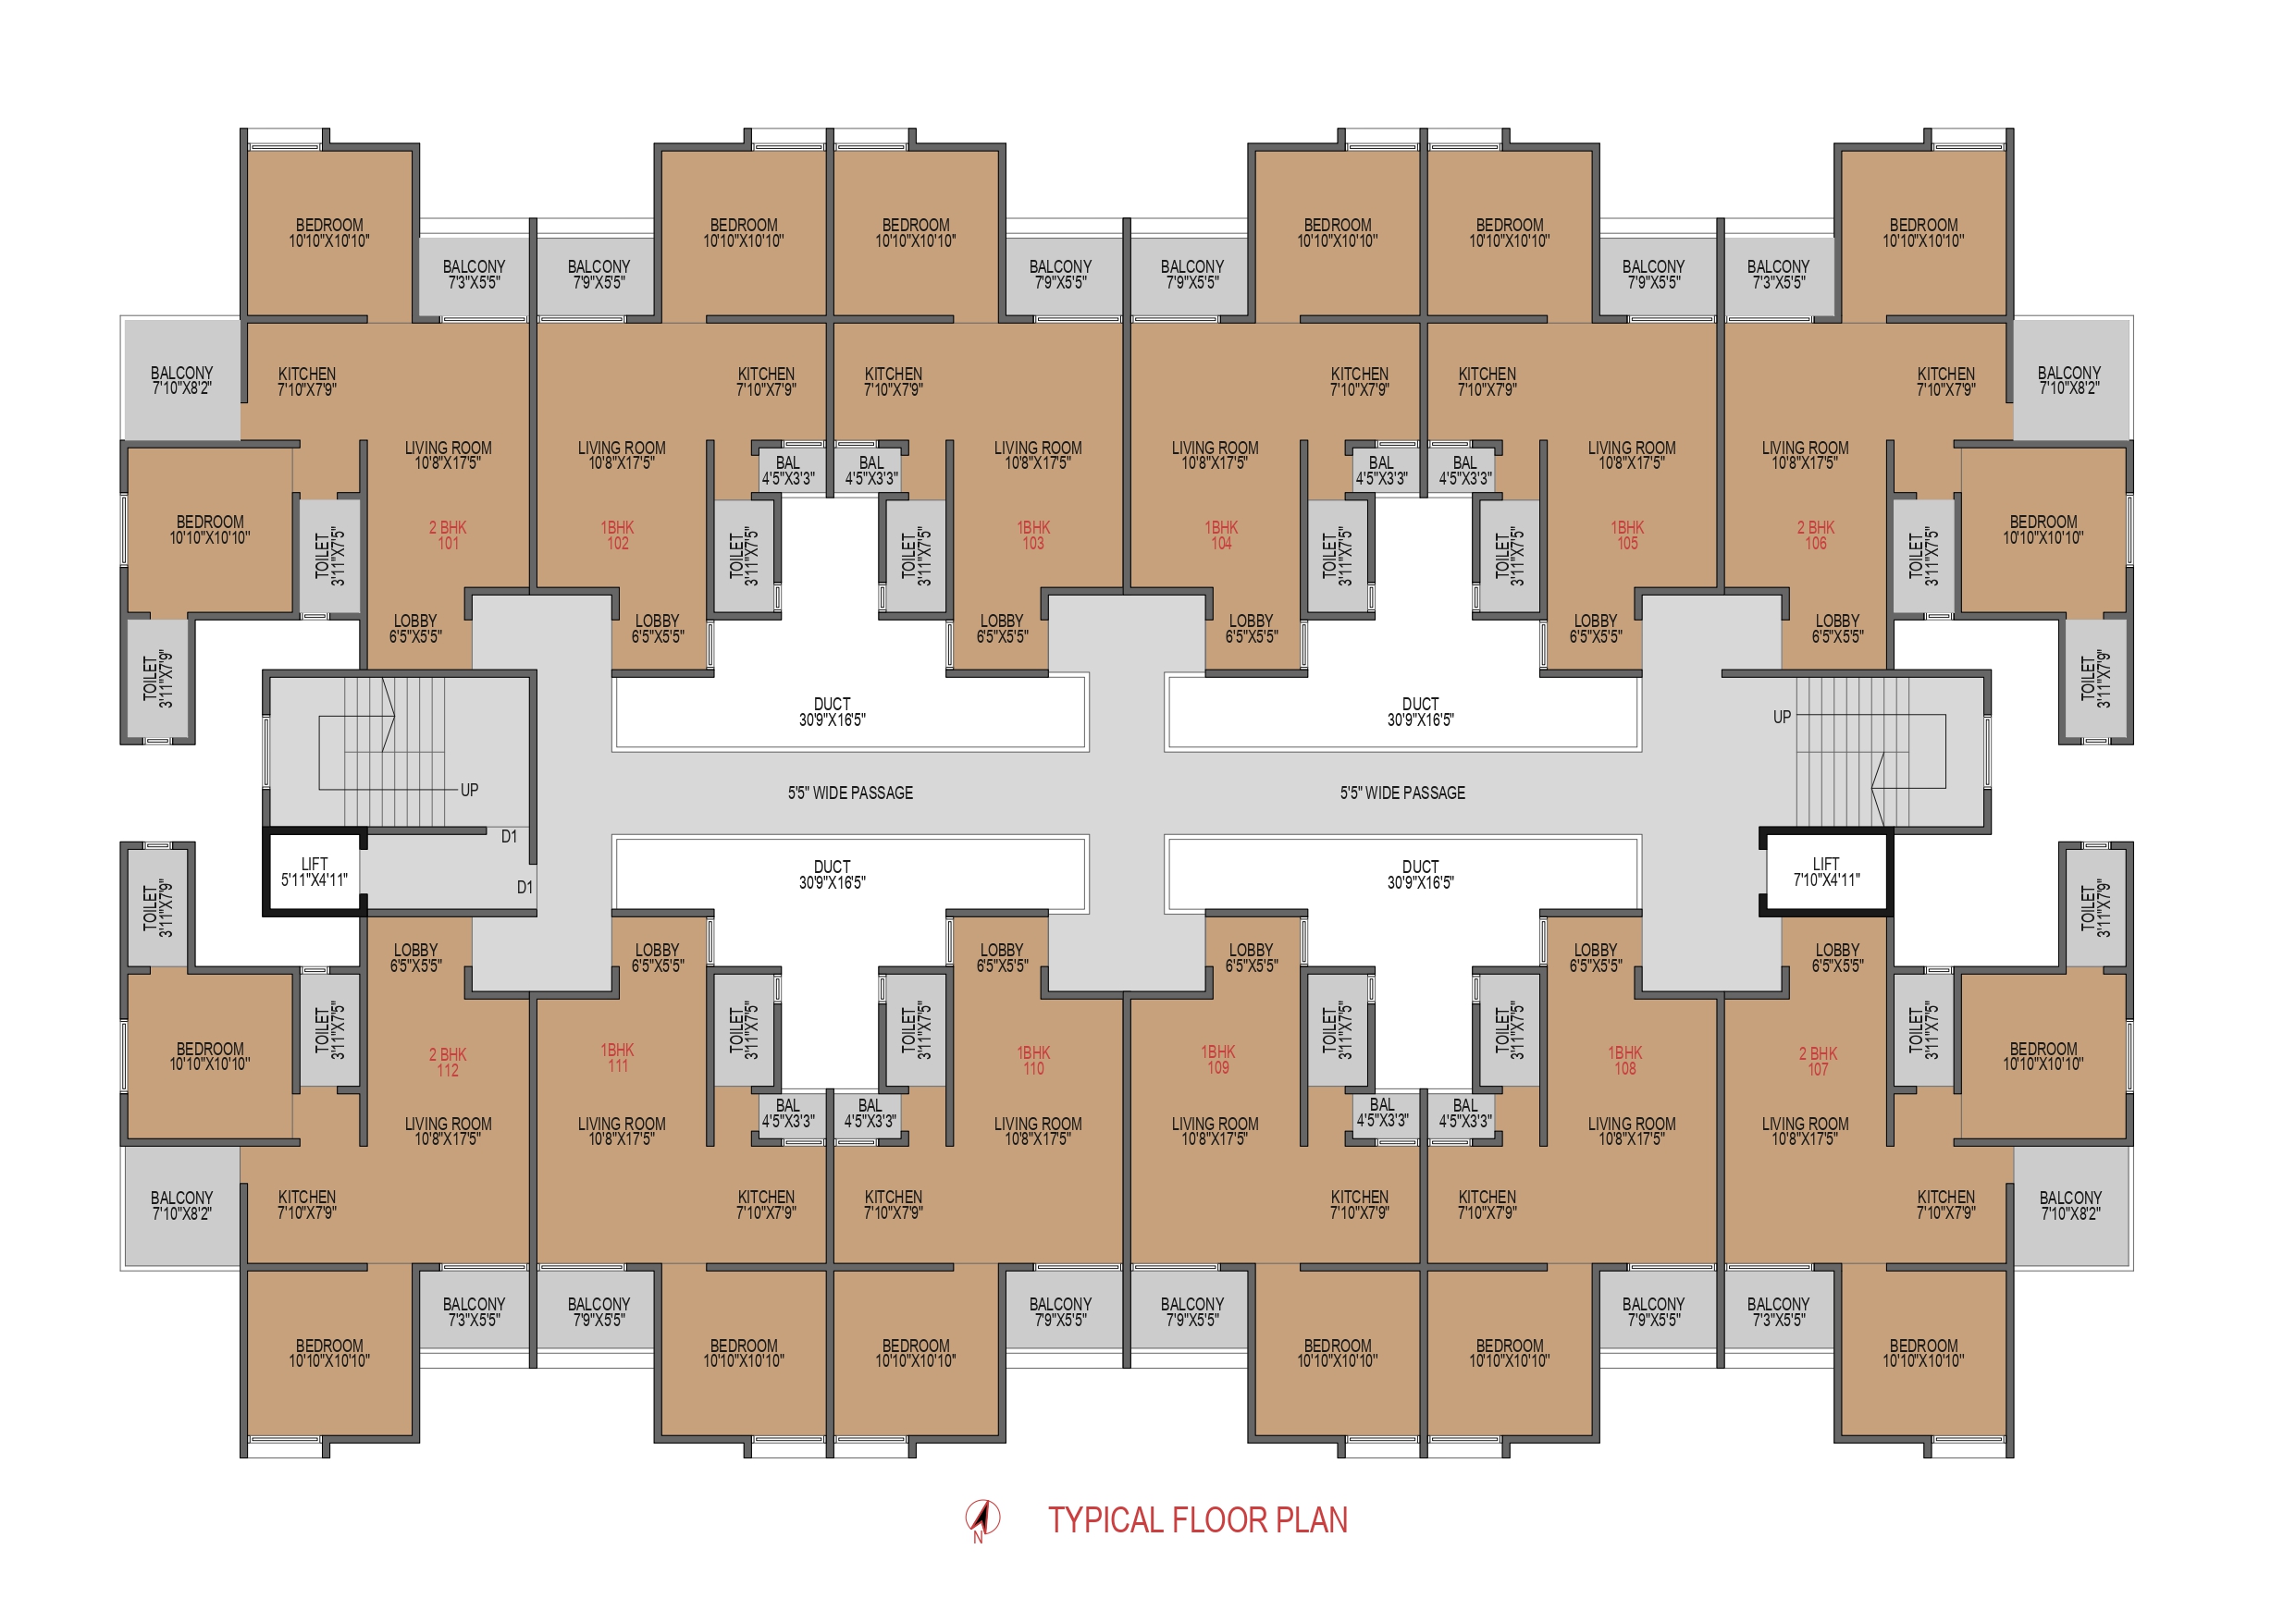 BEDROOM
10'10"X10'10"
BEDROOM
10'10"X10'10"
BEDROOM
10'10"X10'10"
BEDROOM
10'10"X10'10"
BEDROOM
10'10"X10'10"
BEDROOM
10'10"X10'10"
BALCONY
7'3"X5'5"
BALCONY
7'9"X5'5"
BALCONY
7'9"X5'5"
BALCONY
7'9"X5'5"
BALCONY
7'9"X5'5"
BALCONY
7'3"X5'5"
BALCONY
7'10"X8'2"
KITCHEN
7'10"X7'9"
KITCHEN
7'10"X7'9"
KITCHEN
7'10"X7'9"
KITCHEN
7'10"X7'9"
KITCHEN
7'10"X7'9"
KITCHEN
7'10"X7'9"
BALCONY
7'10"X8'2"
LIVING ROOM
10'8"X17'5"
LIVING ROOM
10'8"X17'5"
LIVING ROOM
10'8"X17'5"
LIVING ROOM
10'8"X17'5"
LIVING ROOM
10'8"X17'5"
LIVING ROOM
10'8"X17'5"
BAL
4'5"X3'3"
BAL
4'5"X3'3"
BAL
4'5"X3'3"
BAL
4'5"X3'3"
BEDROOM
10'10"X10'10"
TOILET
3'11"X7'5"
2 BHK
101
1BHK
102
TOILET
3'11"X7'5"
TOILET
3'11"X7'5"
1BHK
103
1BHK
104
TOILET
3'11"X7'5"
TOILET
3'11"X7'5"
1BHK
105
2 BHK
106
TOILET
3'11"X7'5"
BEDROOM
10'10"X10'10"
LOBBY
6'5"X5'5"
LOBBY
6'5"X5'5"
LOBBY
6'5"X5'5"
LOBBY
6'5"X5'5"
LOBBY
6'5"X5'5"
LOBBY
6'5"X5'5"
TOILET
3'11"X7'9"
TOILET
3'11"X7'9"
DUCT
30'9"X16'5"
DUCT
30'9"X16'5"
UP
UP
5'5" WIDE PASSAGE
5'5" WIDE PASSAGE
D1
LIFT
5'11"X4'11"
D1
DUCT
30'9"X16'5"
DUCT
30'9"X16'5"
LIFT
7'10"X4'11"
TOILET
3'11"X7'9"
TOILET
3'11"X7'9"
LOBBY
6'5"X5'5"
LOBBY
6'5"X5'5"
LOBBY
6'5"X5'5"
LOBBY
6'5"X5'5"
LOBBY
6'5"X5'5"
LOBBY
6'5"X5'5"
BEDROOM
10'10"X10'10"
TOILET
3'11"X7'5"
2 BHK
112
1BHK
111
TOILET
3'11"X7'5"
TOILET
3'11"X7'5"
1BHK
110
1BHK
109
TOILET
3'11"X7'5"
TOILET
3'11"X7'5"
1BHK
108
2 BHK
107
TOILET
3'11"X7'5"
BEDROOM
10'10"X10'10"
BAL
4'5"X3'3"
BAL
4'5"X3'3"
BAL
4'5"X3'3"
BAL
4'5"X3'3"
LIVING ROOM
10'8"X17'5"
LIVING ROOM
10'8"X17'5"
LIVING ROOM
10'8"X17'5"
LIVING ROOM
10'8"X17'5"
LIVING ROOM
10'8"X17'5"
LIVING ROOM
10'8"X17'5"
BALCONY
7'10"X8'2"
KITCHEN
7'10"X7'9"
KITCHEN
7'10"X7'9"
KITCHEN
7'10"X7'9"
KITCHEN
7'10"X7'9"
KITCHEN
7'10"X7'9"
KITCHEN
7'10"X7'9"
BALCONY
7'10"X8'2"
BALCONY
7'3"X5'5"
BALCONY
7'9"X5'5"
BALCONY
7'9"X5'5"
BALCONY
7'9"X5'5"
BALCONY
7'9"X5'5"
BALCONY
7'3"X5'5"
BEDROOM
10'10"X10'10"
BEDROOM
10'10"X10'10"
BEDROOM
10'10"X10'10"
BEDROOM
10'10"X10'10"
BEDROOM
10'10"X10'10"
BEDROOM
10'10"X10'10"
N
TYPICAL FLOOR PLAN